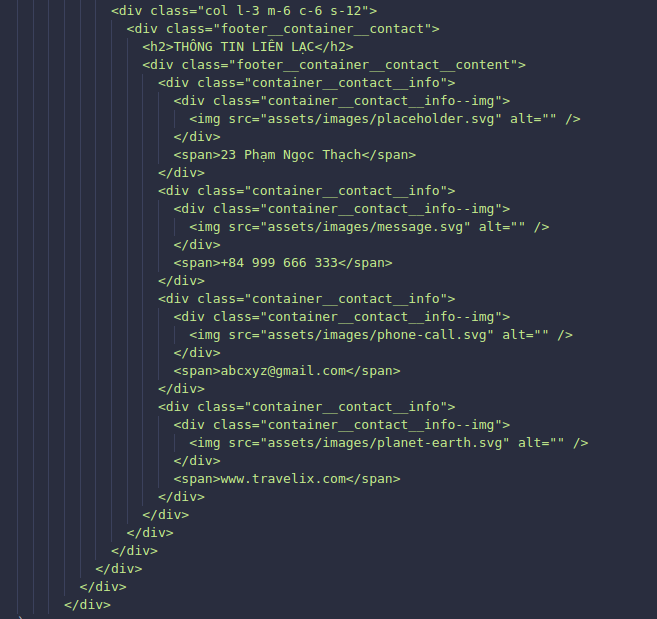 <div class="col l-3 m-6 c-6 s-12">
<div class="footer__container__contact">
<h2>THÔNG TIN LIÊN LẠC</h2>
<div class="footer__container__contact__content">
<div class="container__contact__info">
<div class="container__contact__info--img">
<img src="assets/images/placeholder.svg" alt="" />
</div>
<span>23 Phạm Ngọc Thạch</span>
</div>
<div class="container__contact__info">
<div class="container__contact__info--img">
<img src="assets/images/message.svg" alt="" />
</div>
<span>+84 999 666 333</span>
</div>
<div class="container__contact__info">
<div class="container__contact__info--img">
<img src="assets/images/phone-call.svg" alt="" />
</div>
<span>abcxyz@gmail.com</span>
</div>
<div class="container__contact__info">
<div class="container__contact__info--img">
<img src="assets/images/planet-earth.svg" alt="" />
</div>
<span>www.travelix.com</span>
</div>
</div>
</div>
</div>
</div>
</div>
</div>